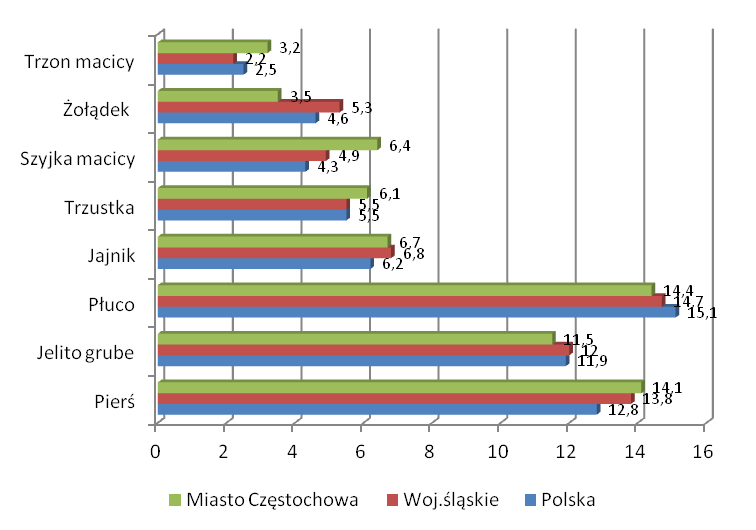 Trzon macicy
3,2
2,2
2,5
Żołądek
3,5
5,3
4,6
Szyjka macicy
6,4
4,9
4,3
Trzustka
6,1
5,5
5,5
Jajnik
6,7
6,8
6,2
Płuco
14,4
14,7
15,1
Jelito grube
11,5
12
11,9
Pierś
14,1
13,8
12,8
0 2 4 6 8 10 12 14 16
Miasto Częstochowa Woj.śląskie Polska